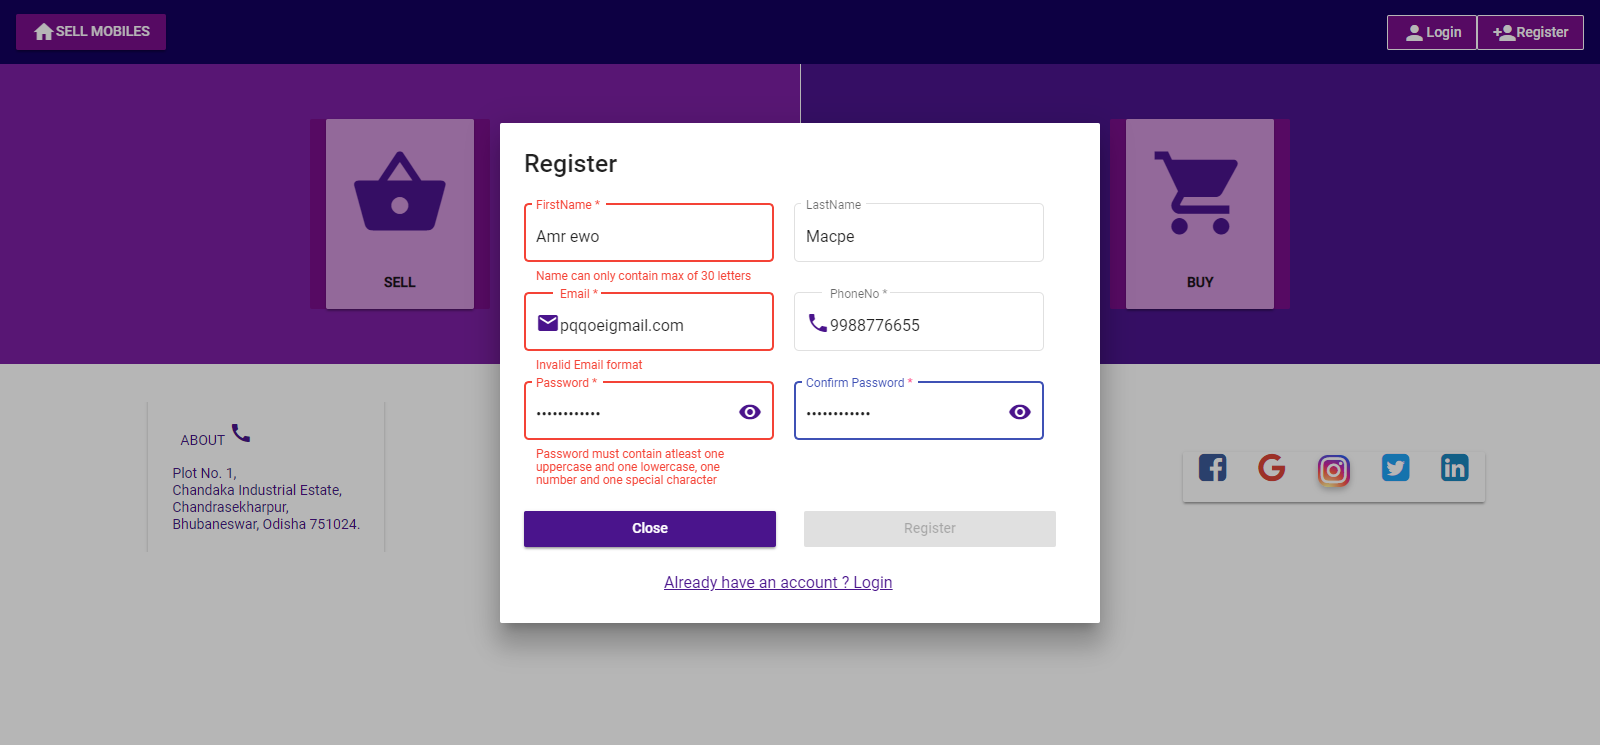 SELL MOBILES
Login
Register
SELL
BUY
Register
FirstName *
Amr ewo
Name can only contain max of 30 letters
LastName
Macpe
Email *
pqqoeigmail.com
Invalid Email format
PhoneNo *
9988776655
Password *
••••••••••••
Password must contain atleast one
uppercase and one lowercase, one
number and one special character
Confirm Password *
••••••••••••
Close
Register
Already have an account ? Login
ABOUT
Plot No. 1,
Chandaka Industrial Estate,
Chandrasekharpur,
Bhubaneswar, Odisha 751024.